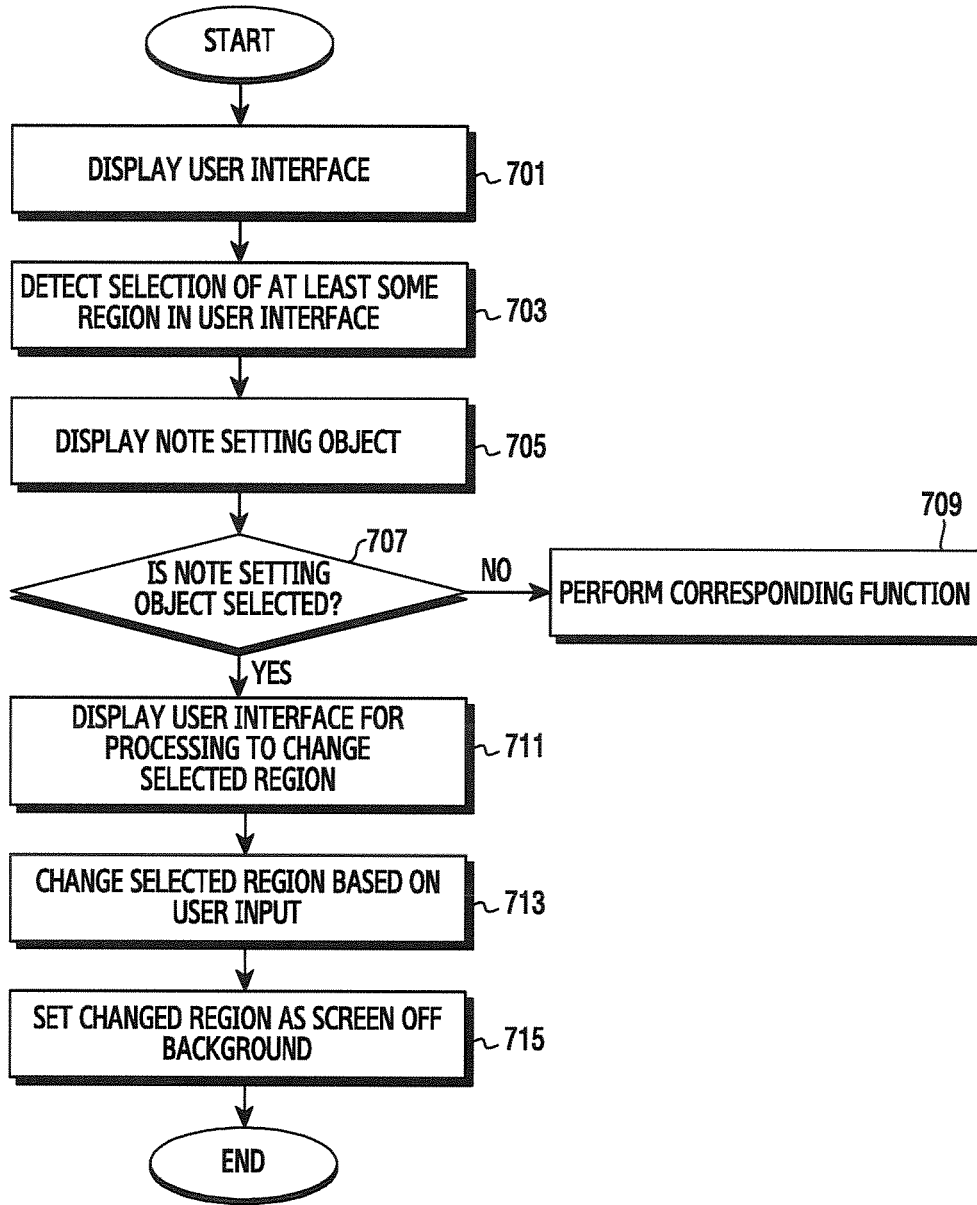 START
DISPLAY USER INTERFACE
701
DETECT SELECTION OF AT LEAST SOME
REGION IN USER INTERFACE
703
DISPLAY NOTE SETTING OBJECT
705
707
IS NOTE SETTING
OBJECT SELECTED?
NO
709
PERFORM CORRESPONDING FUNCTION
YES
DISPLAY USER INTERFACE FOR
PROCESSING TO CHANGE
SELECTED REGION
711
CHANGE SELECTED REGION BASED ON
USER INPUT
713
SET CHANGED REGION AS SCREEN OFF
BACKGROUND
715
END